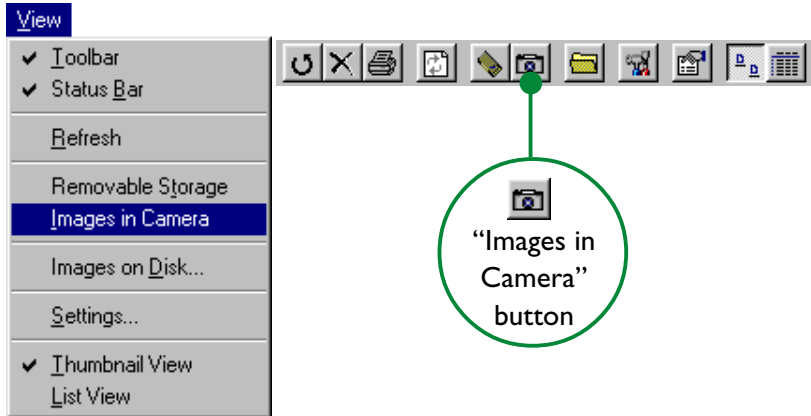 View
✔ Toolbar
✔ Status Bar
Refresh
Removable Storage
Images in Camera
Images on Disk...
Settings...
✔ Thumbnail View
List View
“Images in
Camera”
button